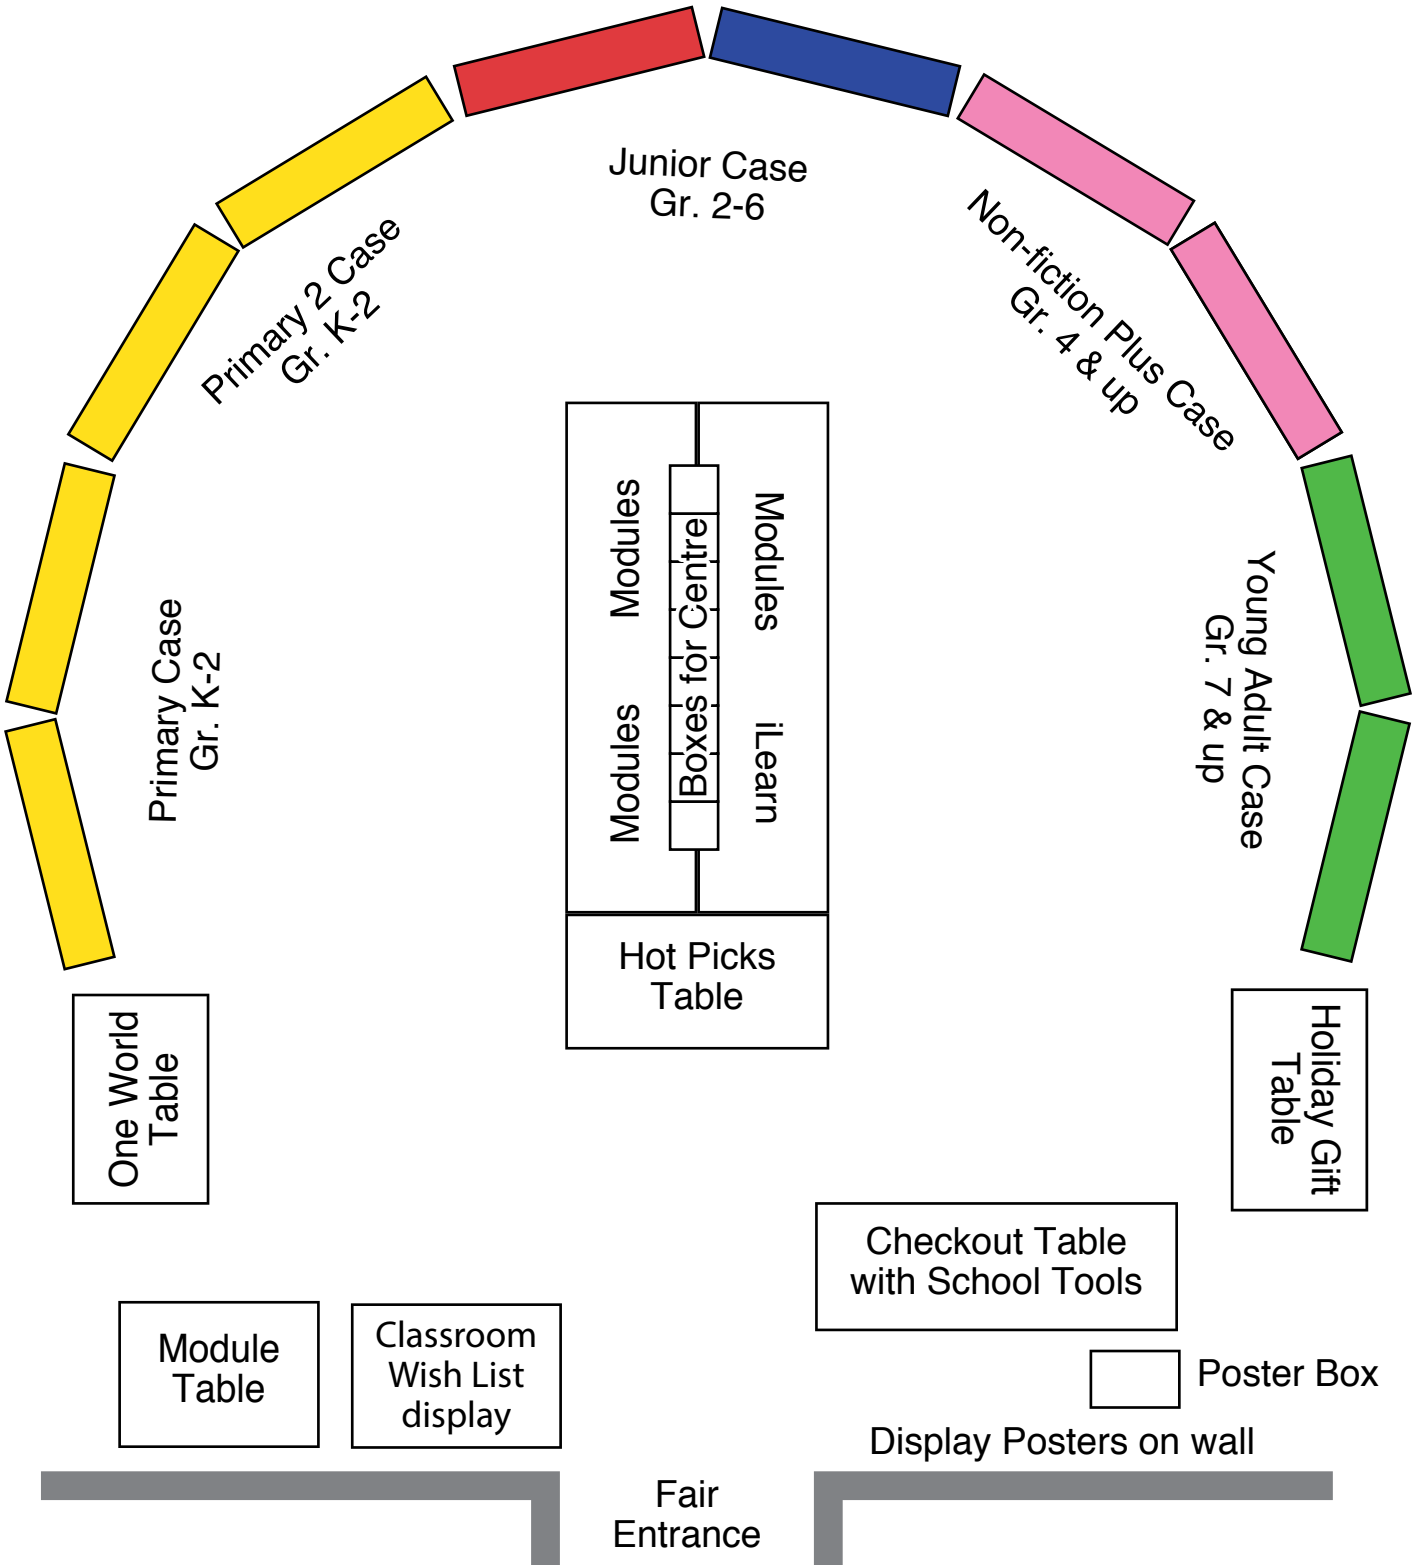 Junior Case
Gr. 2-6
Primary 2 Case
Gr. K-2
Non-fiction Plus Case
Gr. 4 & up
Primary Case
Gr. K-2
Modules
Modules
Boxes for Centre
Modules
iLearn
Young Adult Case
Gr. 7 & up
Hot Picks
Table
One World
Table
Holiday Gift
Table
Checkout Table
with School Tools
Module
Table
Classroom
Wish List
display
Poster Box
Display Posters on wall
Fair
Entrance